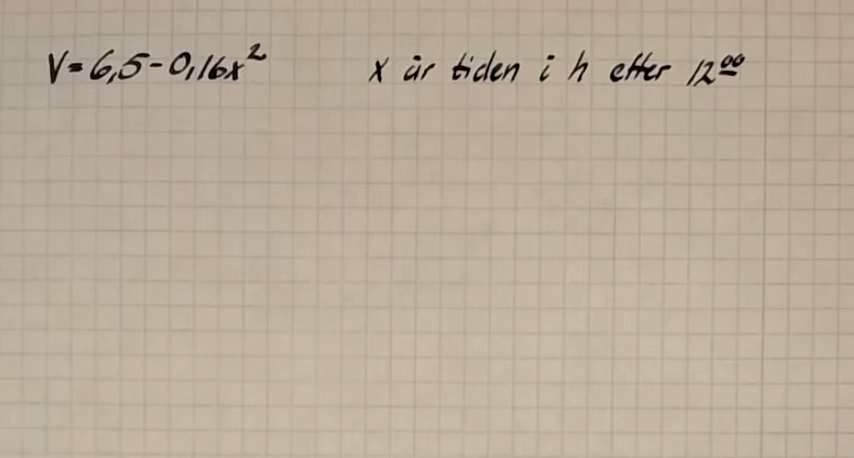 V=6,5-0,16x² x är tiden i h efter 12⁰⁰